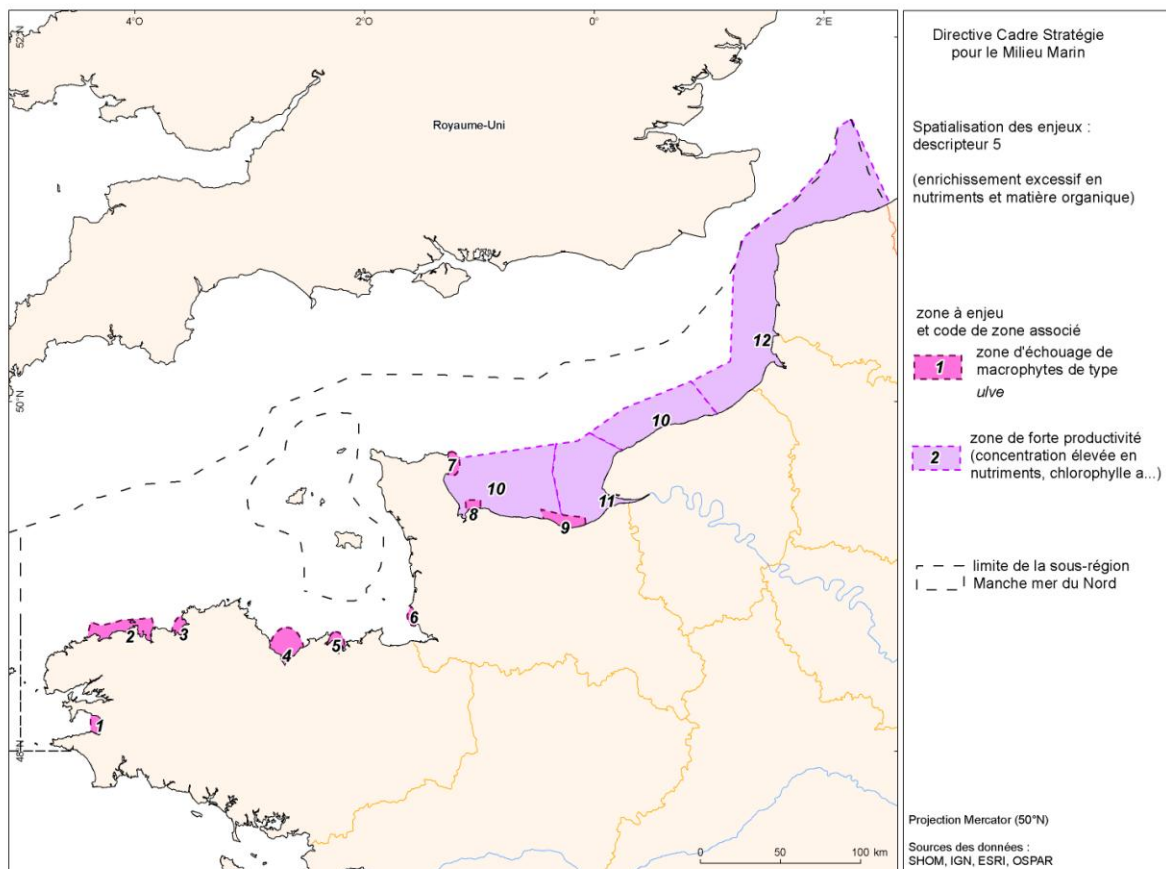 4°O
0°
2°E
52°N
50°N
48°N
Royaume-Uni
1
2
3
4
5
6
7
8
9
10
10
11
12
0
50
100 km
Directive Cadre Stratégie
pour le Milieu Marin
Spatialisation des enjeux :
descripteur 5
(enrichissement excessif en
nutriments et matière organique)
zone à enjeu
et code de zone associé
1
zone d'échouage de
macrophytes de type
ulve
2
zone de forte productivité
(concentration élevée en
nutriments, chlorophylle a...)
limite de la sous-région
Manche mer du Nord
Projection Mercator (50°N)
Sources des données :
SHOM, IGN, ESRI, OSPAR